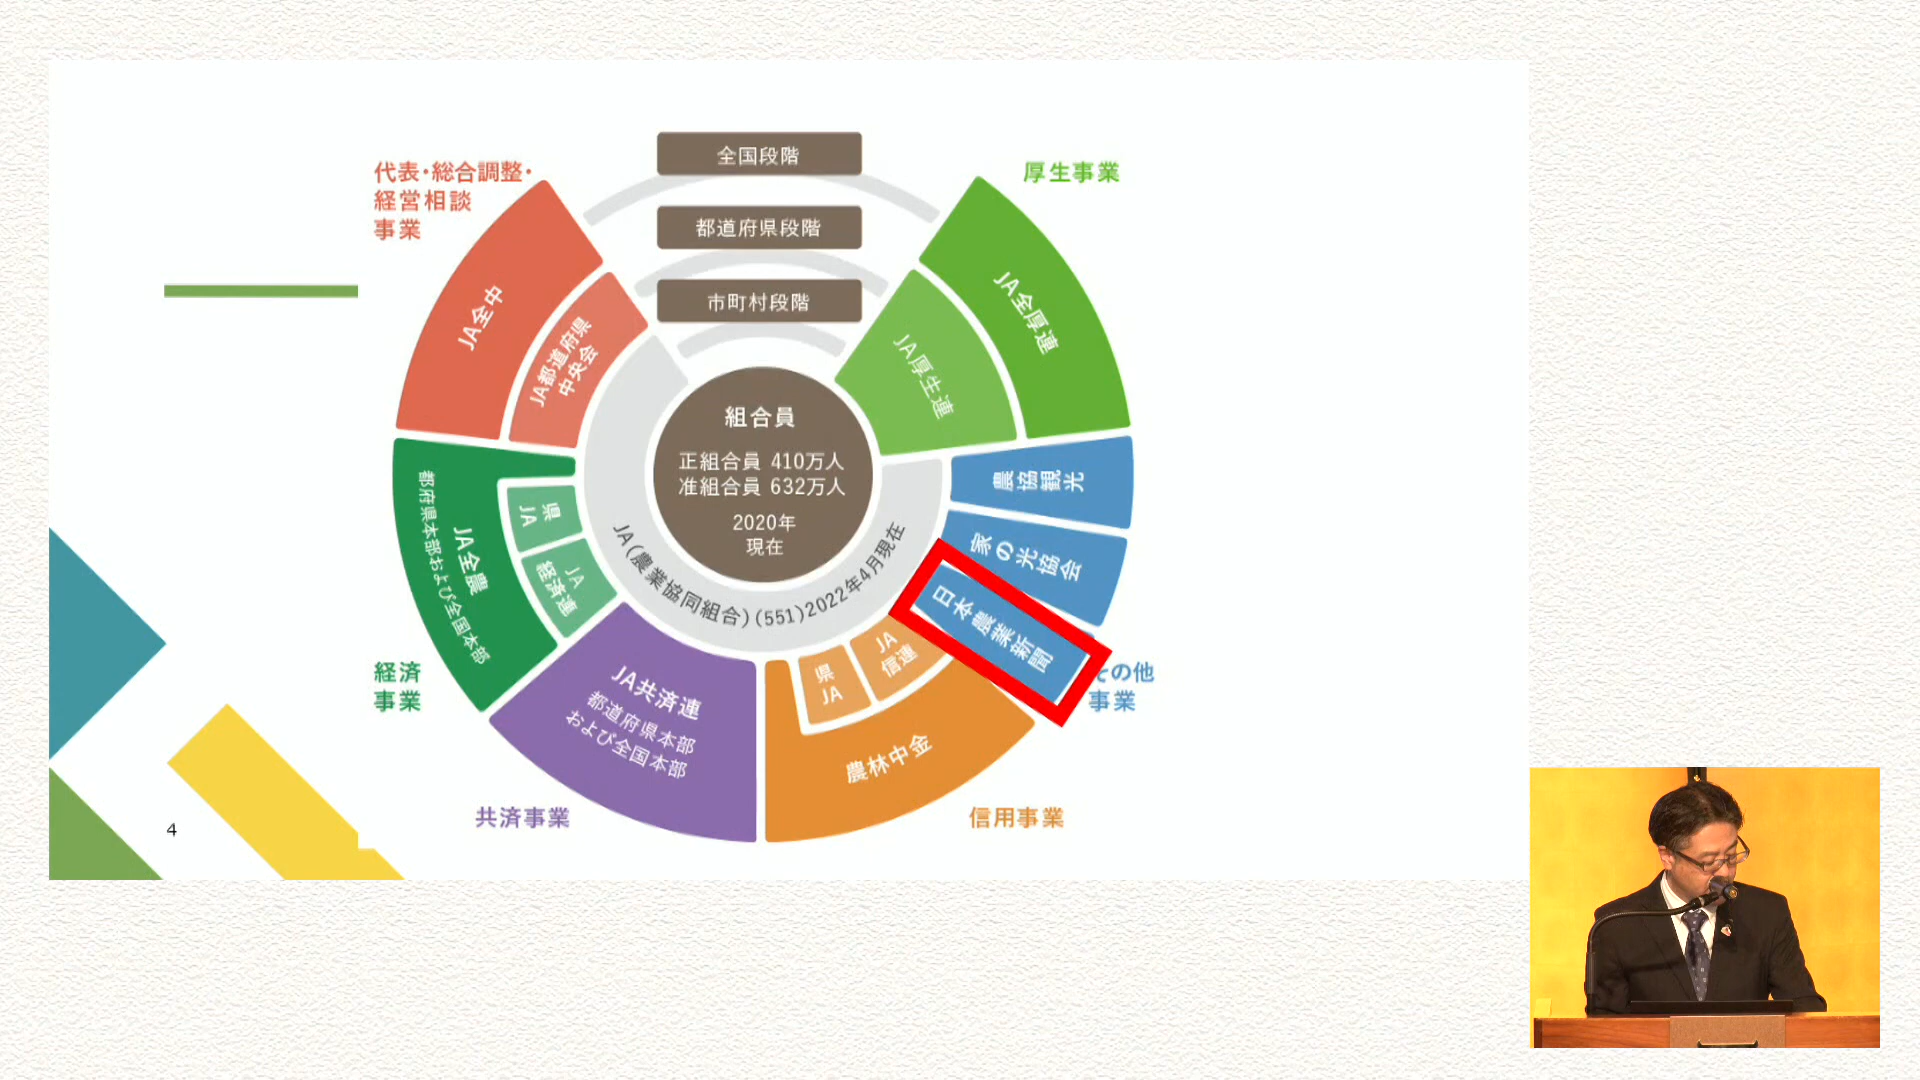 全国段階
都道府県段階
市町村段階
代表・総合調整・
経営相談
事業
JA全中
JA都道府県
中央会
厚生事業
JA全厚連
JA厚生連
組合員
正組合員 410万人
准組合員 632万人
2020年
現在
JA(農業協同組合)(551)2022年4月現在
農協観光
家の光協会
日本農業新聞
その他
事業
県
JA
JA
経済連
JA全農
都府県本部および全国本部
経済
事業
JA共済連
都道府県本部
および全国本部
共済事業
県
JA
JA
信連
農林中金
信用事業
4